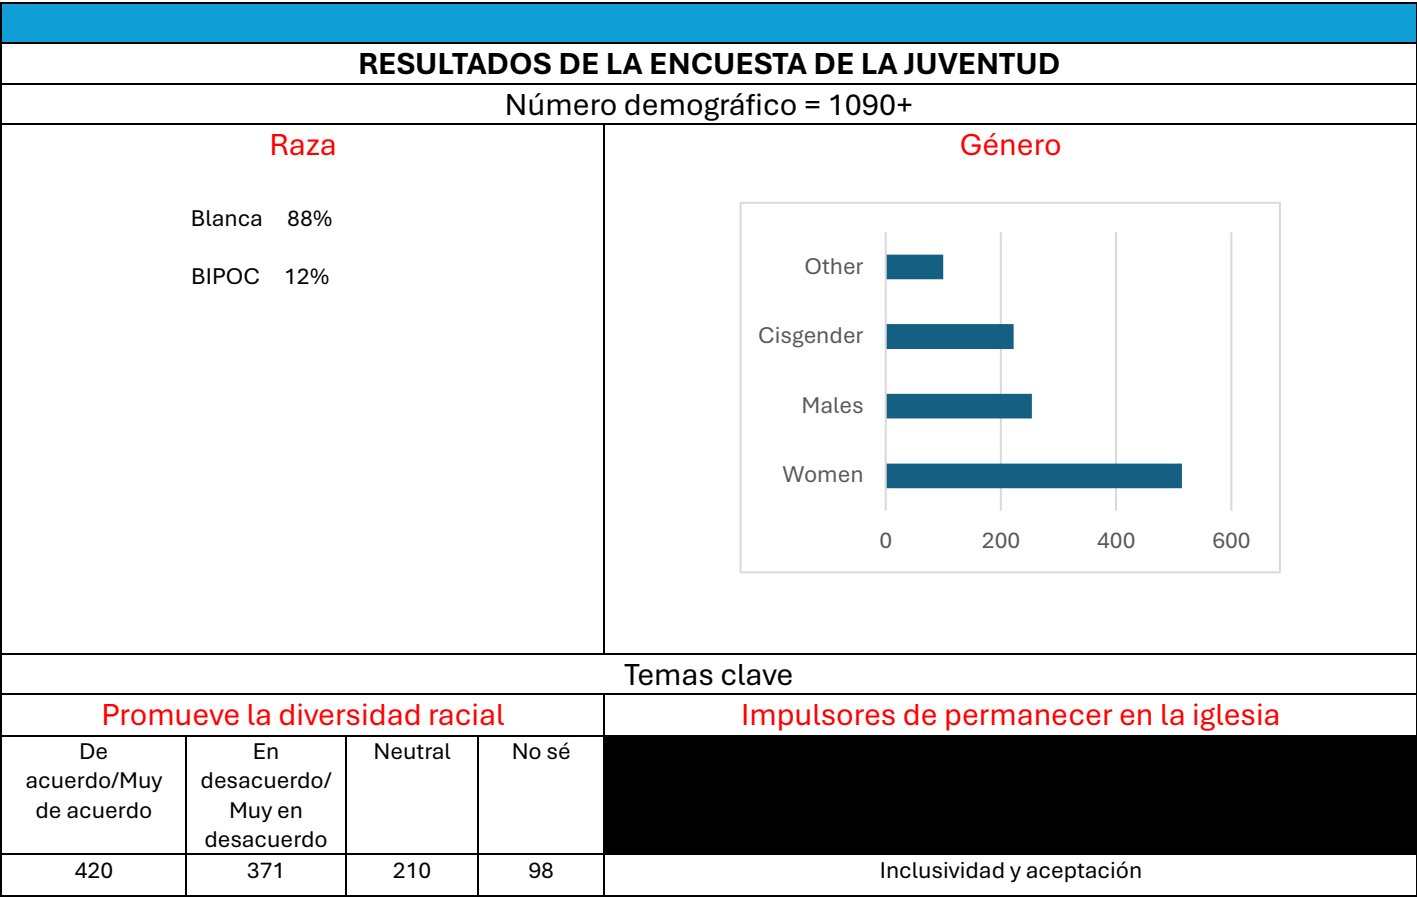 RESULTADOS DE LA ENCUESTA DE LA JUVENTUD
Número demográfico = 1090+
Raza
Blanca 88%
BIPOC 12%
Género
Other
Cisgender
Males
Women
0 200 400 600
Temas clave
Promueve la diversidad racial
Impulsores de permanecer en la iglesia
De
acuerdo/Muy
de acuerdo
En
desacuerdo/
Muy en
desacuerdo
Neutral
No sé
420 371 210 98
Inclusividad y aceptación